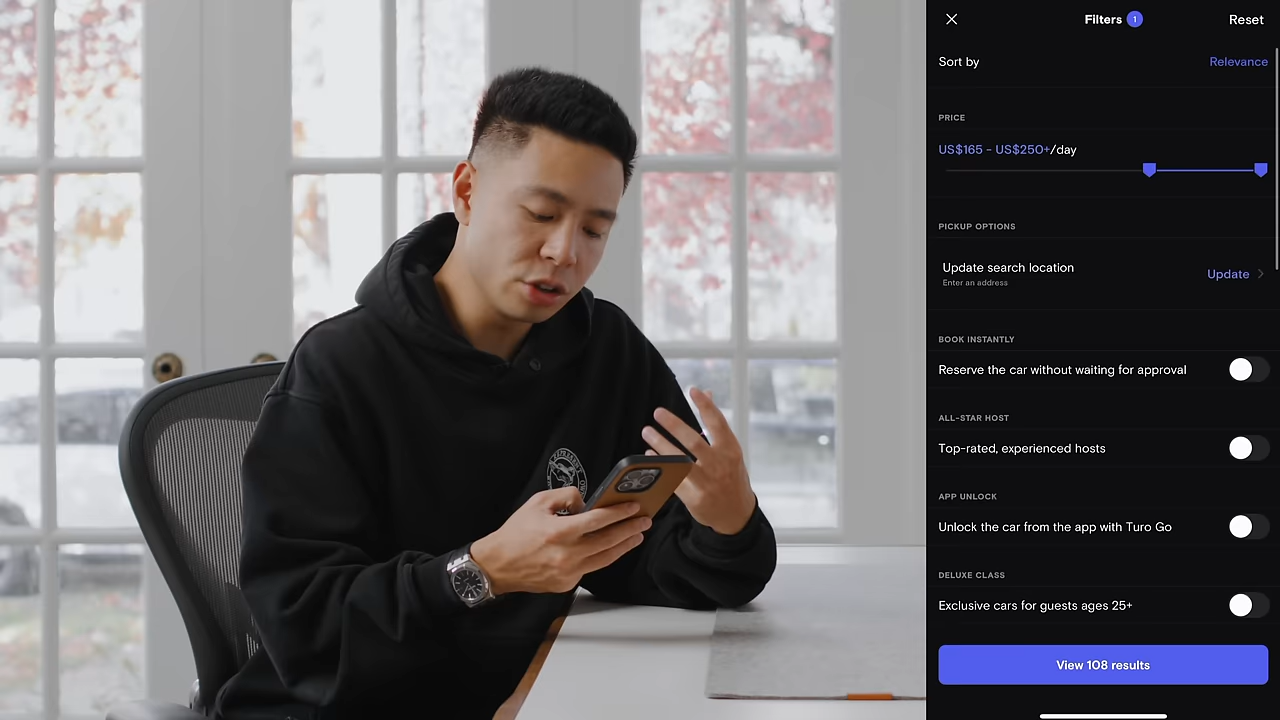 Filters 1
Reset
Sort by
Relevance
PRICE
US$165 - US$250+/day
PICKUP OPTIONS
Update search location
Enter an address
Update
BOOK INSTANTLY
Reserve the car without waiting for approval
ALL-STAR HOST
Top-rated, experienced hosts
APP UNLOCK
Unlock the car from the app with Turo Go
DELUXE CLASS
Exclusive cars for guests ages 25+
View 108 results